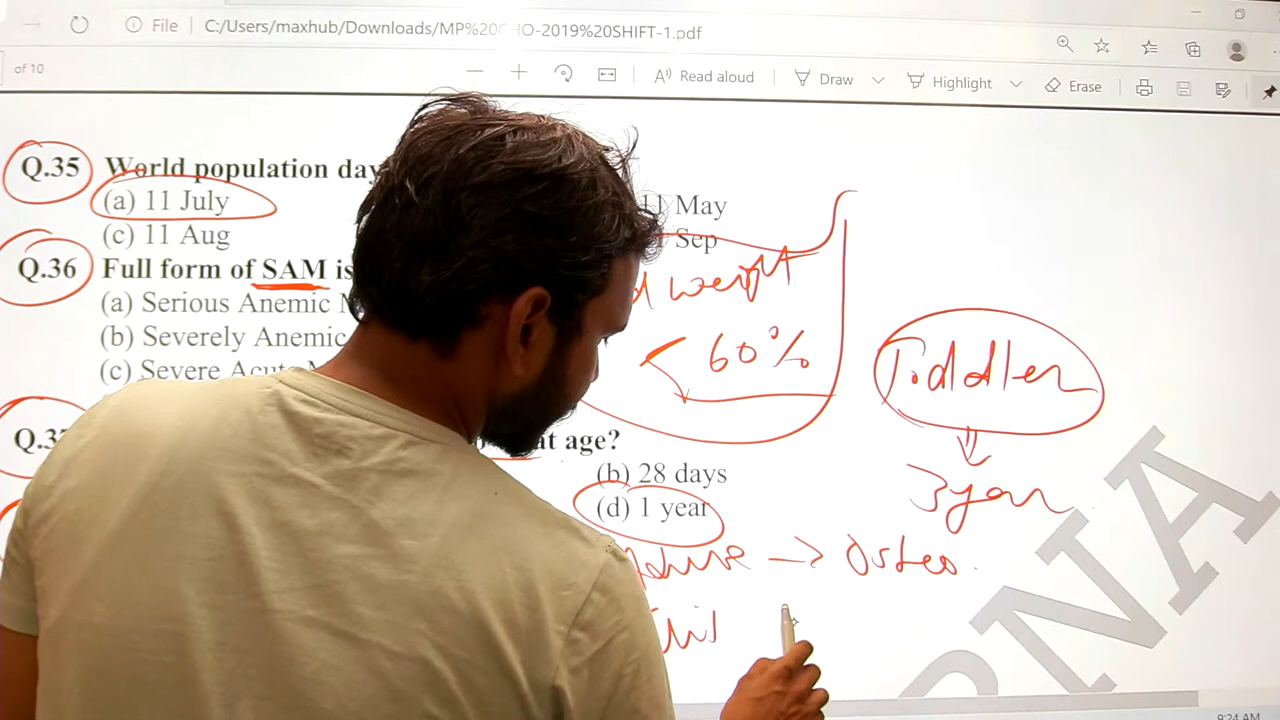 File C:/Users/maxhub/Downloads/MP%20CHO-2019%20SHIFT-1.pdf
of 10 Read aloud Draw Highlight Erase
Q.35 World population day
(a) 11 July 11 May
(c) 11 Aug Sep
Q.36 Full form of SAM is
(a) Serious Anemic
weight
(b) Severely Anemic
< 60%
(c) Severe Acute
Toddler
at age?
(b) 28 days
3 year
(d) 1 year
→ Osteo.
9:24 AM